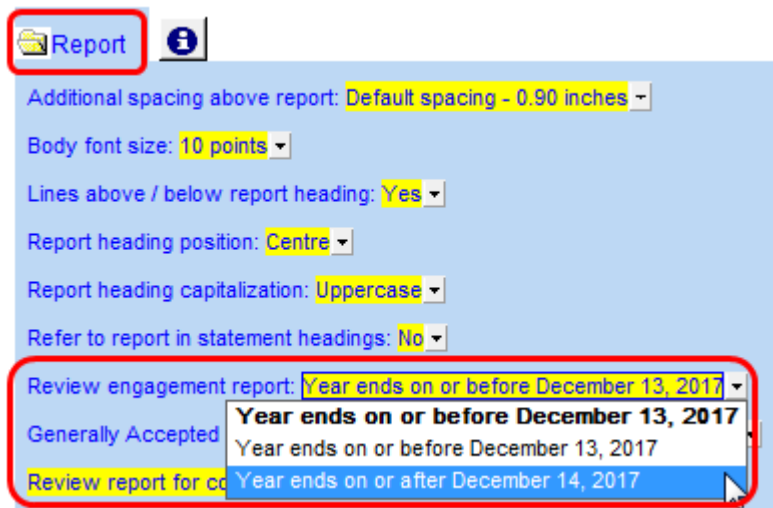 Report
Additional spacing above report: Default spacing - 0.90 inches
Body font size: 10 points
Lines above / below report heading: Yes
Report heading position: Centre
Report heading capitalization: Uppercase
Refer to report in statement headings: No
Review engagement report: Year ends on or before December 13, 2017
Year ends on or before December 13, 2017
Generally Accepted
Year ends on or before December 13, 2017
Review report for
Year ends on or after December 14, 2017